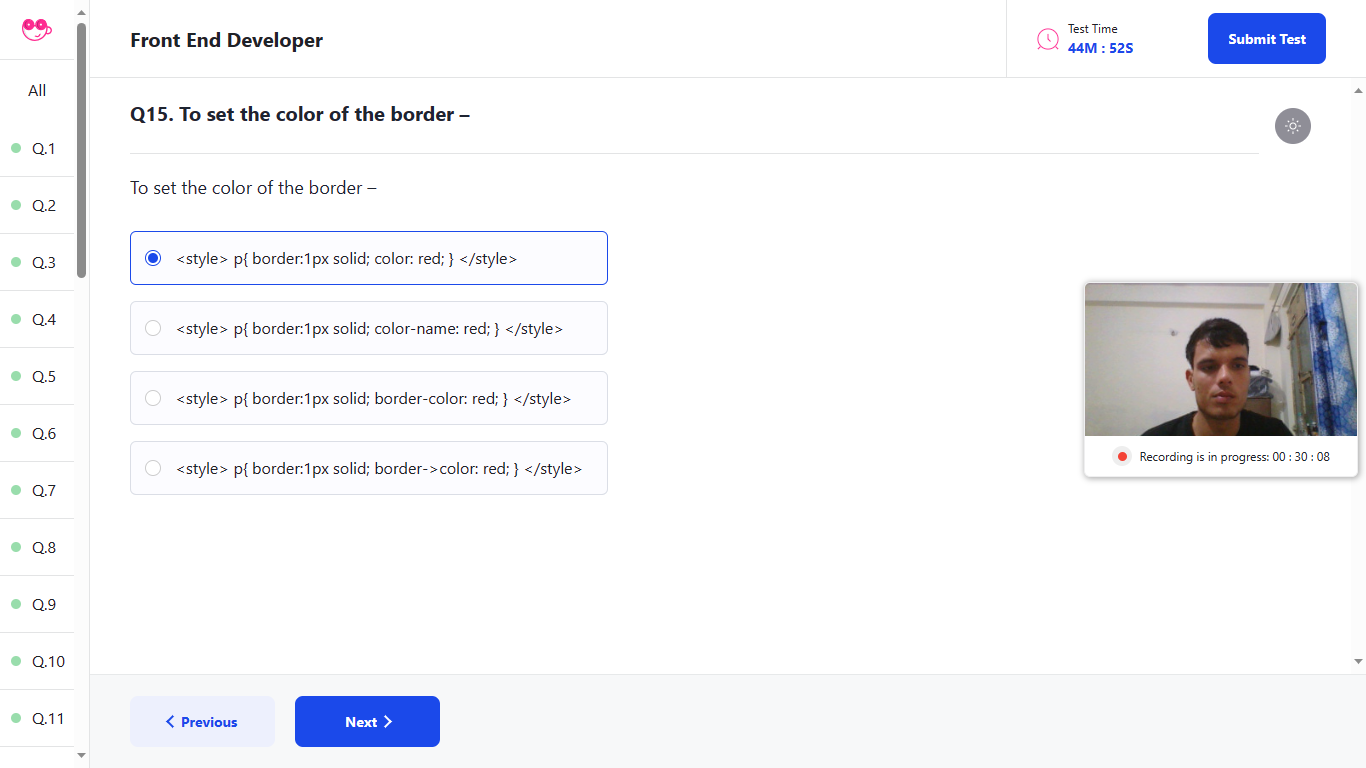 Front End Developer
Test Time
44M : 52S
Submit Test
All
Q.1
Q.2
Q.3
Q.4
Q.5
Q.6
Q.7
Q.8
Q.9
Q.10
Q.11
Q15. To set the color of the border –
To set the color of the border –
<style> p{ border:1px solid; color: red; } </style>
<style> p{ border:1px solid; color-name: red; } </style>
<style> p{ border:1px solid; border-color: red; } </style>
<style> p{ border:1px solid; border->color: red; } </style>
Recording is in progress: 00 : 30 : 08
Previous
Next